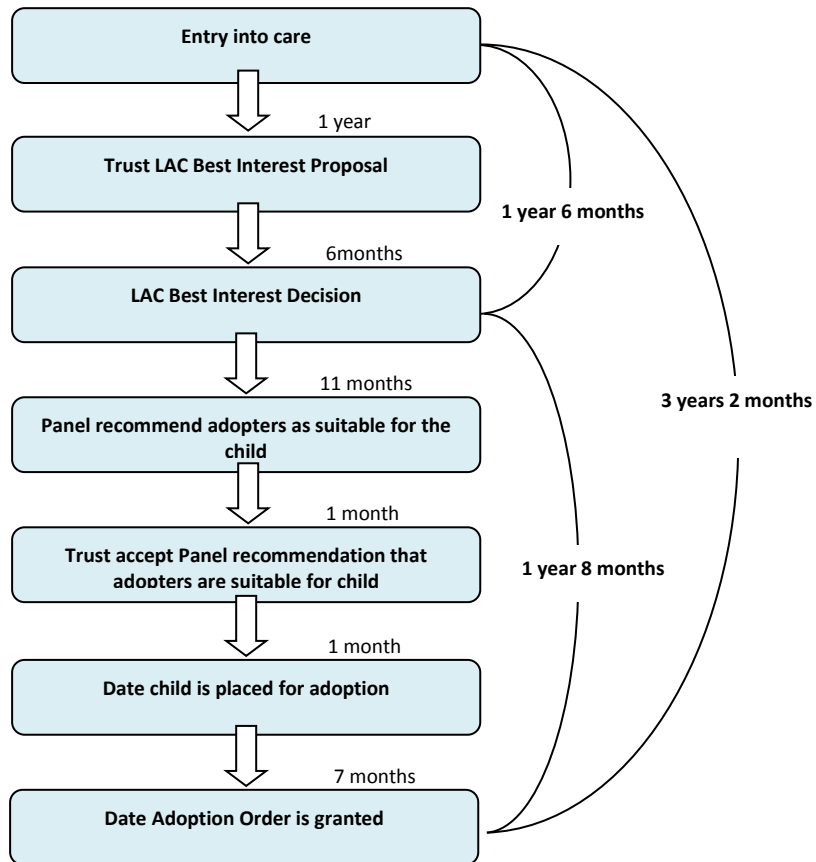 Entry into care
1 year
Trust LAC Best Interest Proposal
1 year 6 months
6months
LAC Best Interest Decision
11 months
3 years 2 months
Panel recommend adopters as suitable for the
child
1 month
Trust accept Panel recommendation that
adopters are suitable for child
1 year 8 months
1 month
Date child is placed for adoption
7 months
Date Adoption Order is granted